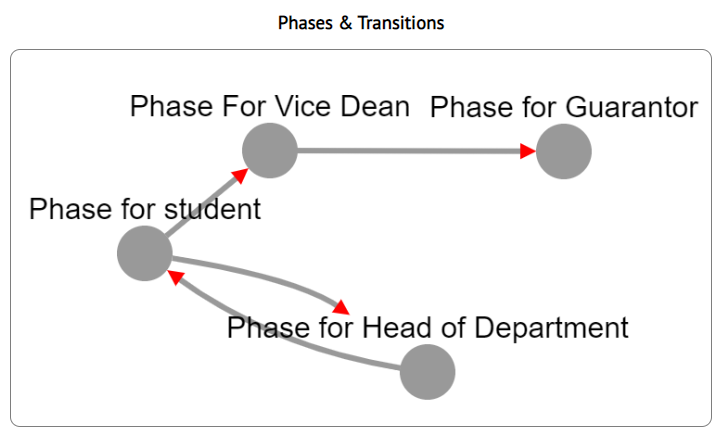 Phases & Transitions
Phase For Vice Dean
Phase for Guarantor
Phase for student
Phase for Head of Department